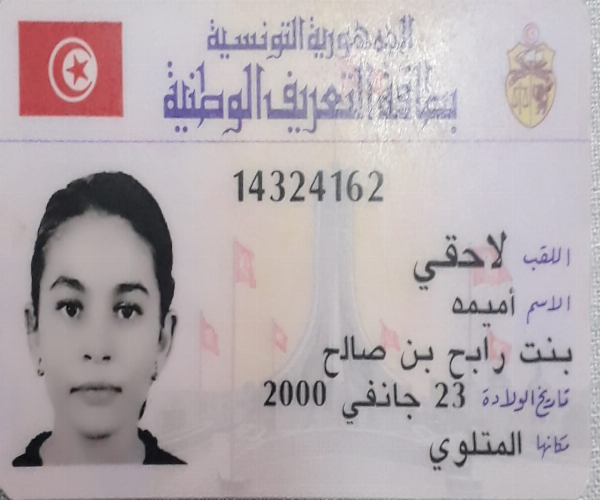 الجمهورية التونسية
بطاقة التعريف الوطنية
14324162
اللقب لاحقي
الاسم أميمه
بنت رابح بن صالح
تاريخ الولادة 23 جانفي 2000
مكانها المتلوي